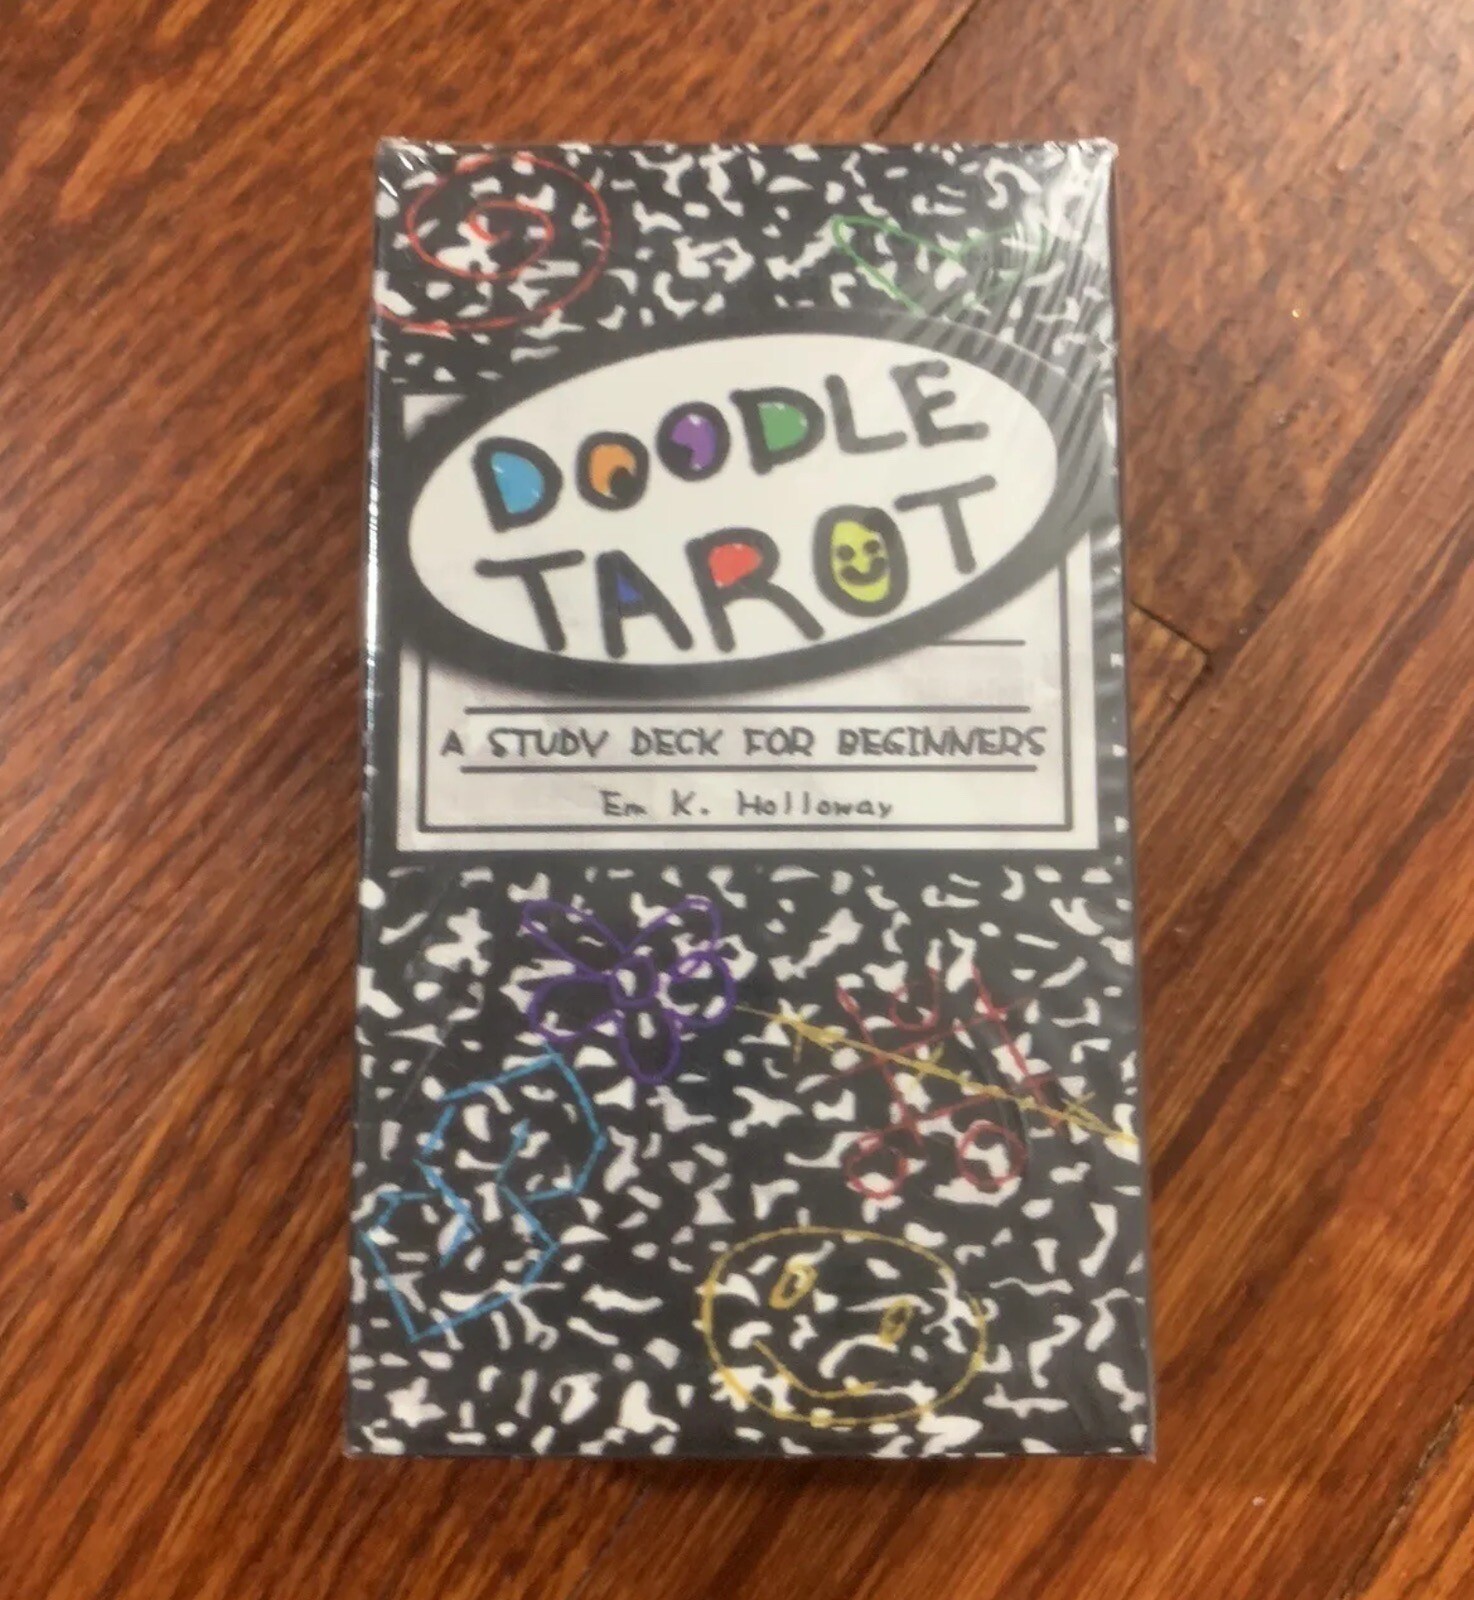 DOODLE
TAROT
A STUDY DECK FOR BEGINNERS
Em K. Holloway